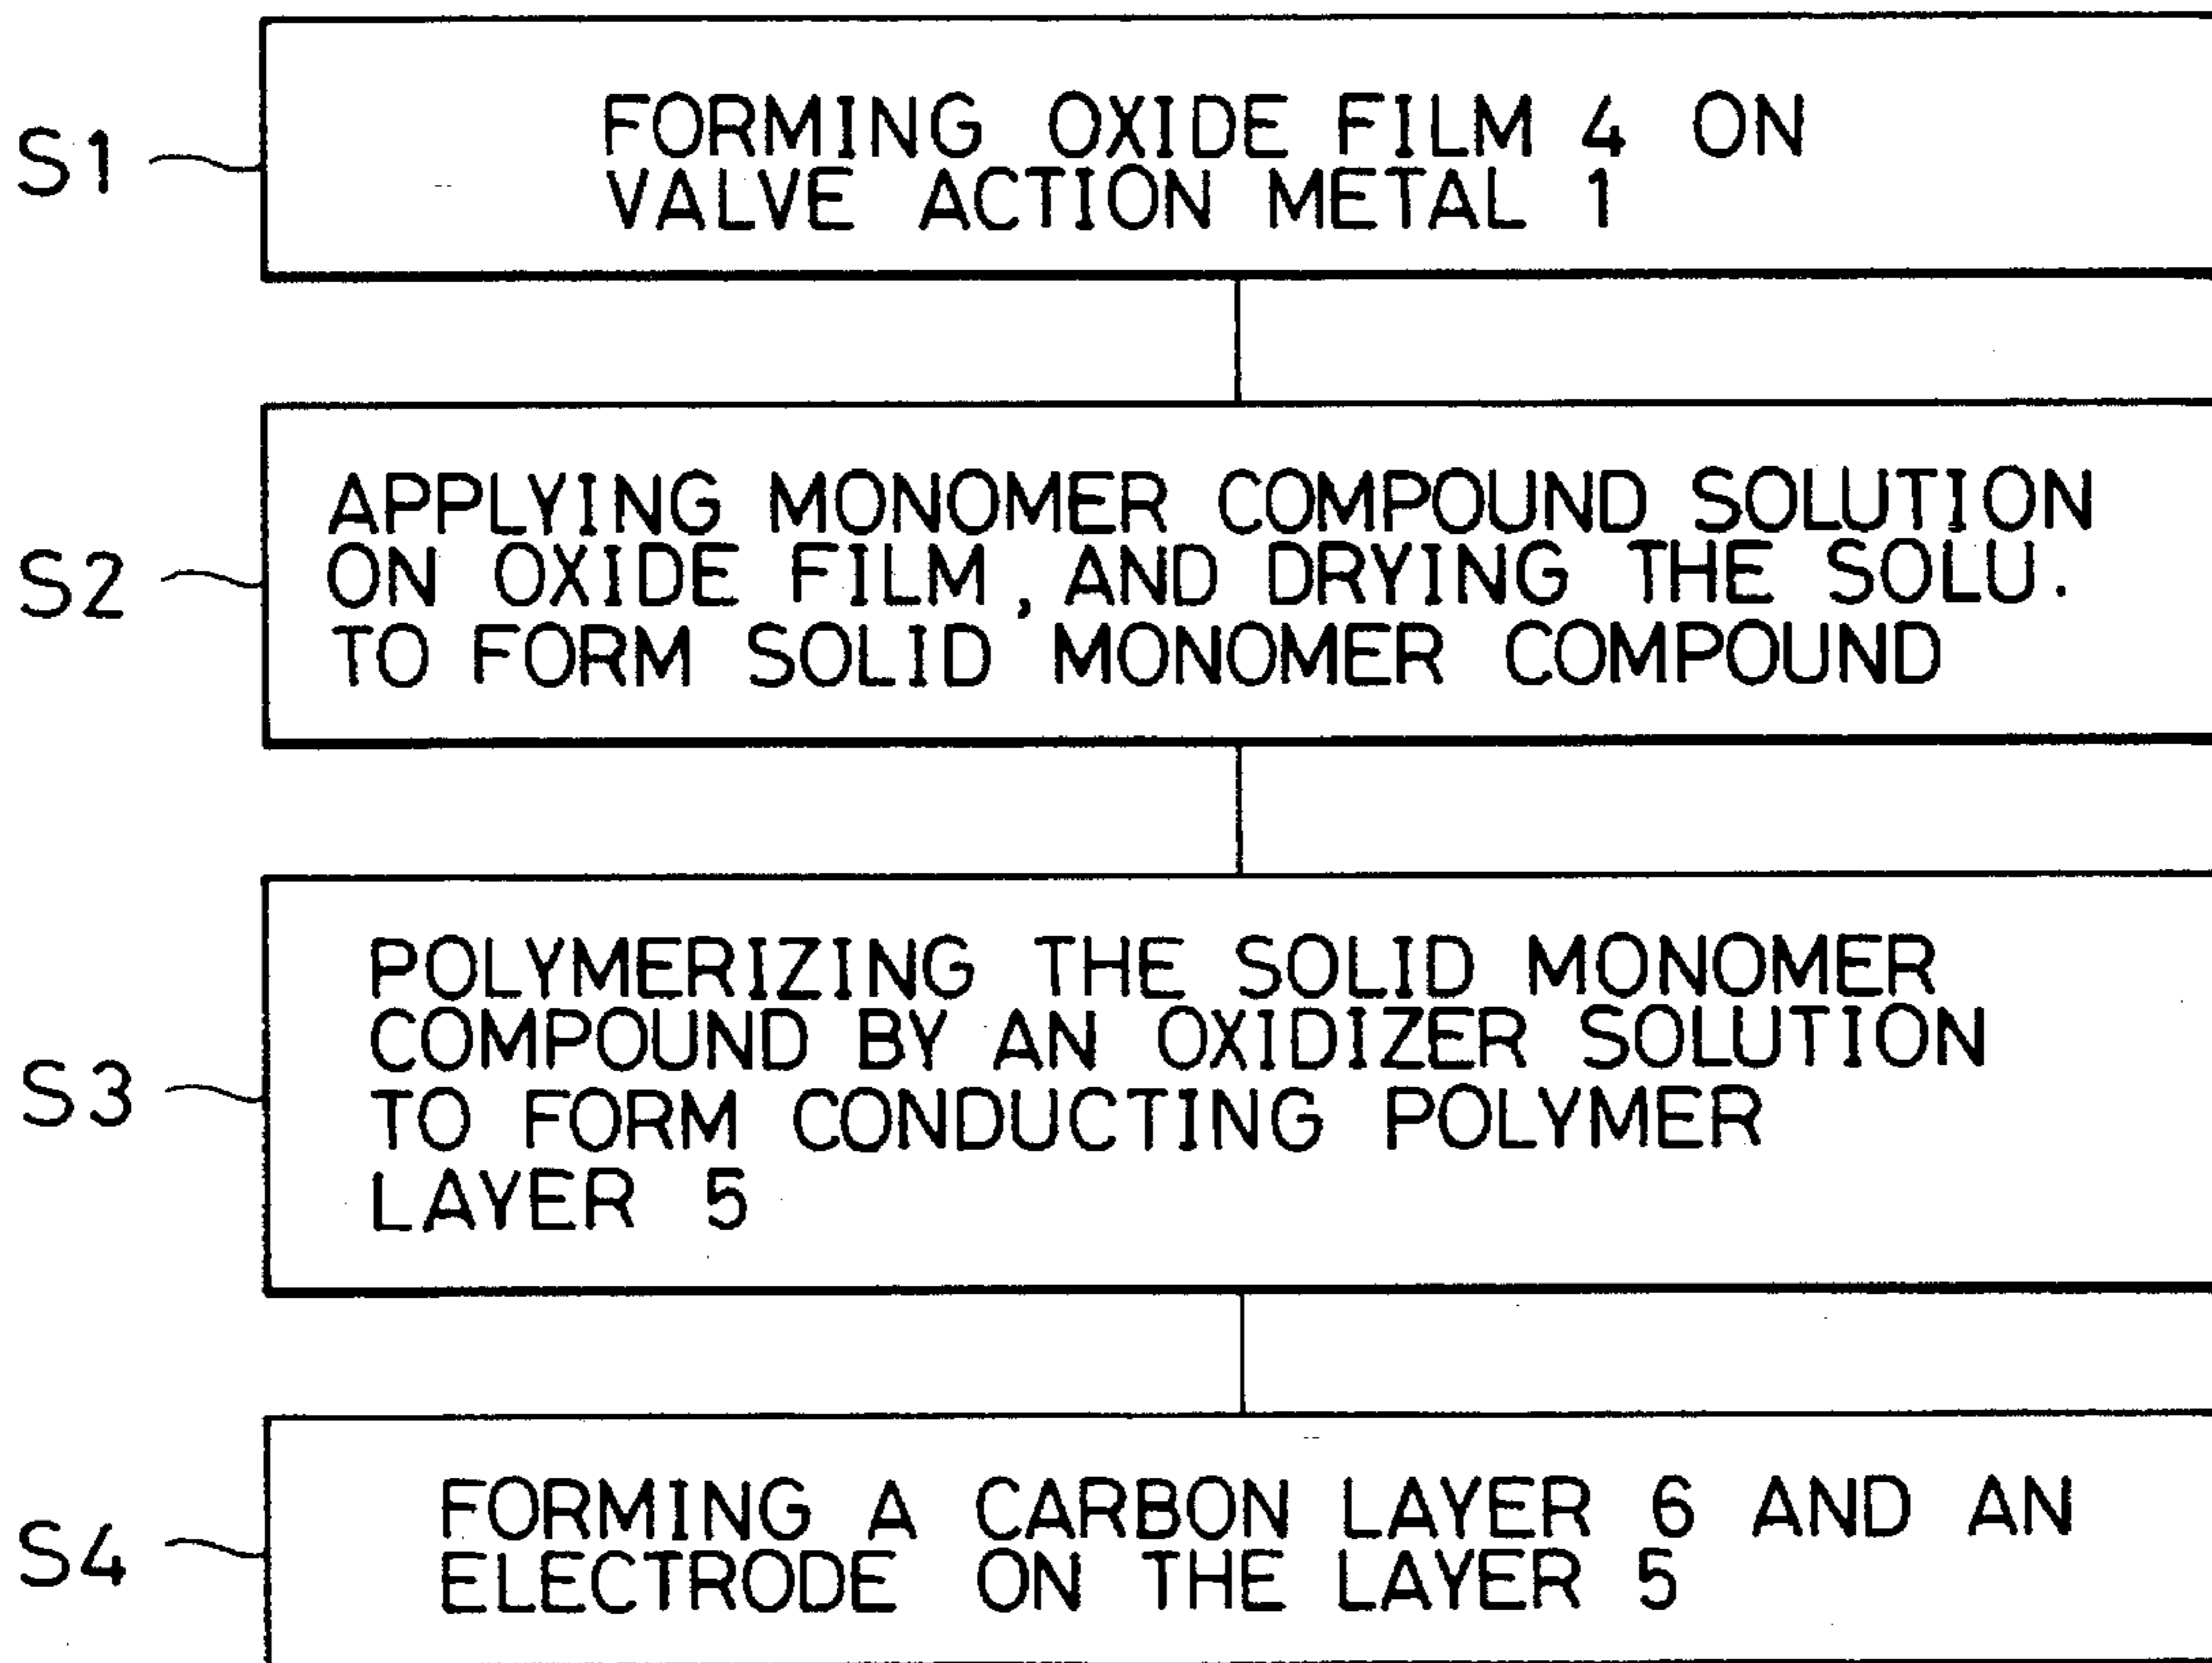 S1
FORMING OXIDE FILM 4 ON
VALVE ACTION METAL 1
S2
APPLYING MONOMER COMPOUND SOLUTION
ON OXIDE FILM, AND DRYING THE SOLU.
TO FORM SOLID MONOMER COMPOUND
S3
POLYMERIZING THE SOLID MONOMER
COMPOUND BY AN OXIDIZER SOLUTION
TO FORM CONDUCTING POLYMER
LAYER 5
S4
FORMING A CARBON LAYER 6 AND AN
ELECTRODE ON THE LAYER 5